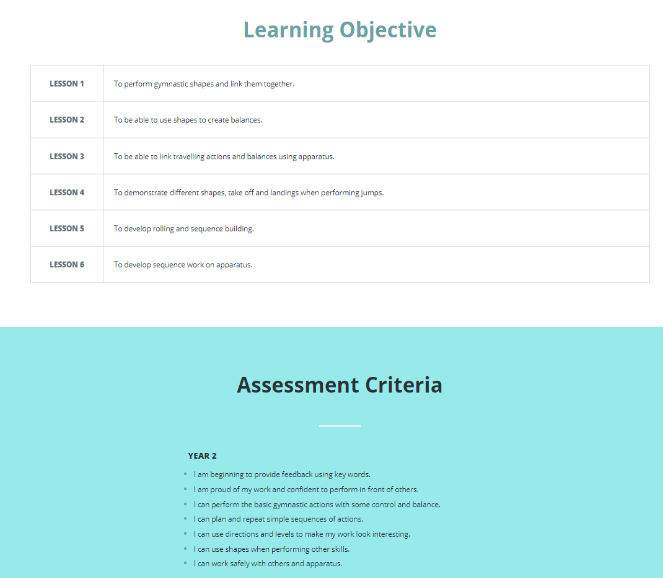 Learning Objective
LESSON 1 To perform gymnastic shapes and link them together.
LESSON 2 To be able to use shapes to create balances.
LESSON 3 To be able to link travelling actions and balances using apparatus.
LESSON 4 To demonstrate different shapes, take off and landings when performing jumps.
LESSON 5 To develop rolling and sequence building.
LESSON 6 To develop sequence work on apparatus.
Assessment Criteria
YEAR 2
I am beginning to provide feedback using key words.
I am proud of my work and confident to perform in front of others.
I can perform the basic gymnastic actions with some control and balance.
I can plan and repeat simple sequences of actions.
I can use directions and levels to make my work look interesting.
I can use shapes when performing other skills.
I can work safely with others and apparatus.